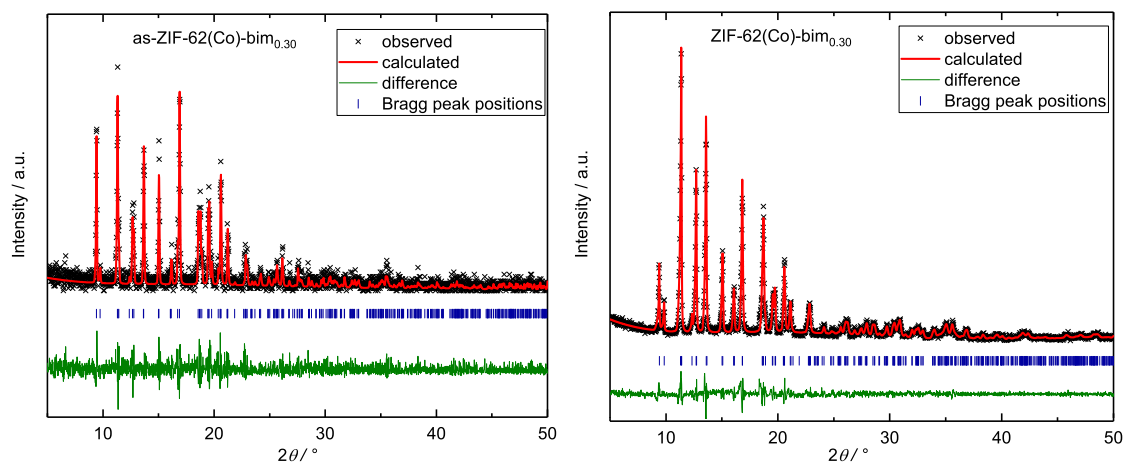 as-ZIF-62(Co)-bim0.30
observed
calculated
difference
Bragg peak positions
Intensity / a.u.
10 20 30 40 50
2θ / °
ZIF-62(Co)-bim0.30
observed
calculated
difference
Bragg peak positions
Intensity / a.u.
10 20 30 40 50
2θ / °